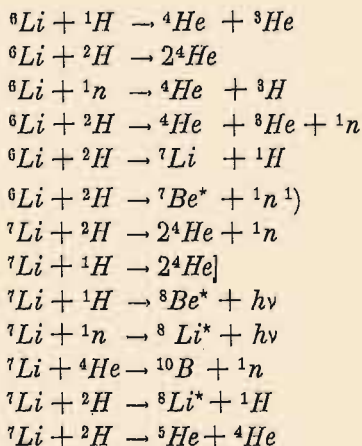 ⁶Li + ¹H → ⁴He + ³He
⁶Li + ²H → 2⁴He
⁶Li + ¹n → ⁴He + ³H
⁶Li + ²H → ⁴He + ³He + ¹n
⁶Li + ²H → ⁷Li + ¹H
⁶Li + ²H → ⁷Be* + ¹n ¹)
⁷Li + ²H → 2⁴He + ¹n
⁷Li + ¹H → 2⁴He]
⁷Li + ¹H → ⁸Be* + hν
⁷Li + ¹n → ⁸ Li* + hν
⁷Li + ⁴He → ¹⁰B + ¹n
⁷Li + ²H → ⁸Li* + ¹H
⁷Li + ²H → ⁵He + ⁴He